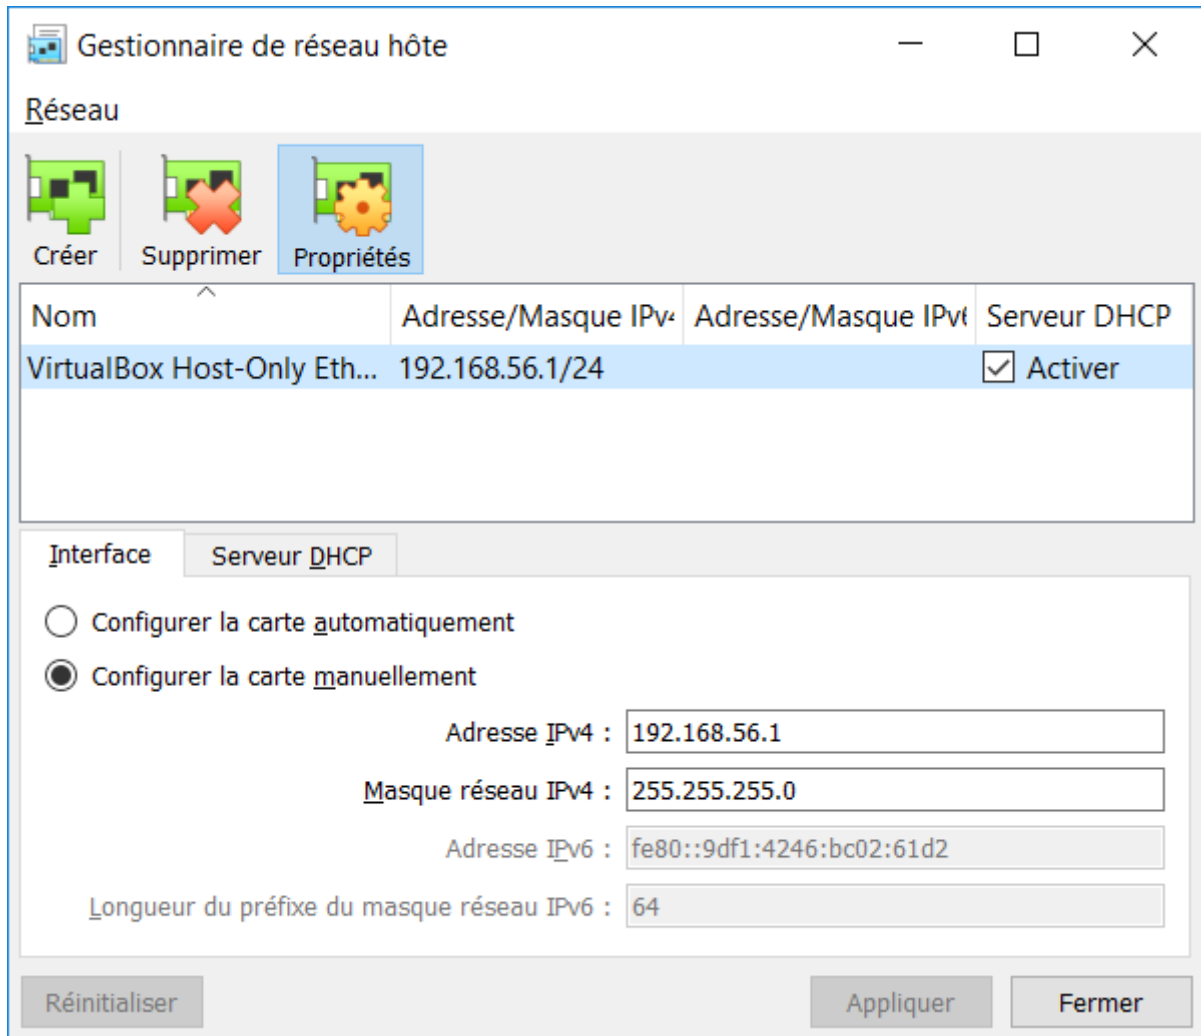 Gestionnaire de réseau hôte
Réseau
Créer Supprimer Propriétés
Nom Adresse/Masque IPv4 Adresse/Masque IPv6 Serveur DHCP
VirtualBox Host-Only Eth... 192.168.56.1/24 Activer
Interface Serveur DHCP
Configurer la carte automatiquement
Configurer la carte manuellement
Adresse IPv4 : 192.168.56.1
Masque réseau IPv4 : 255.255.255.0
Adresse IPv6 : fe80::9df1:4246:bc02:61d2
Longueur du préfixe du masque réseau IPv6 : 64
Réinitialiser Appliquer Fermer